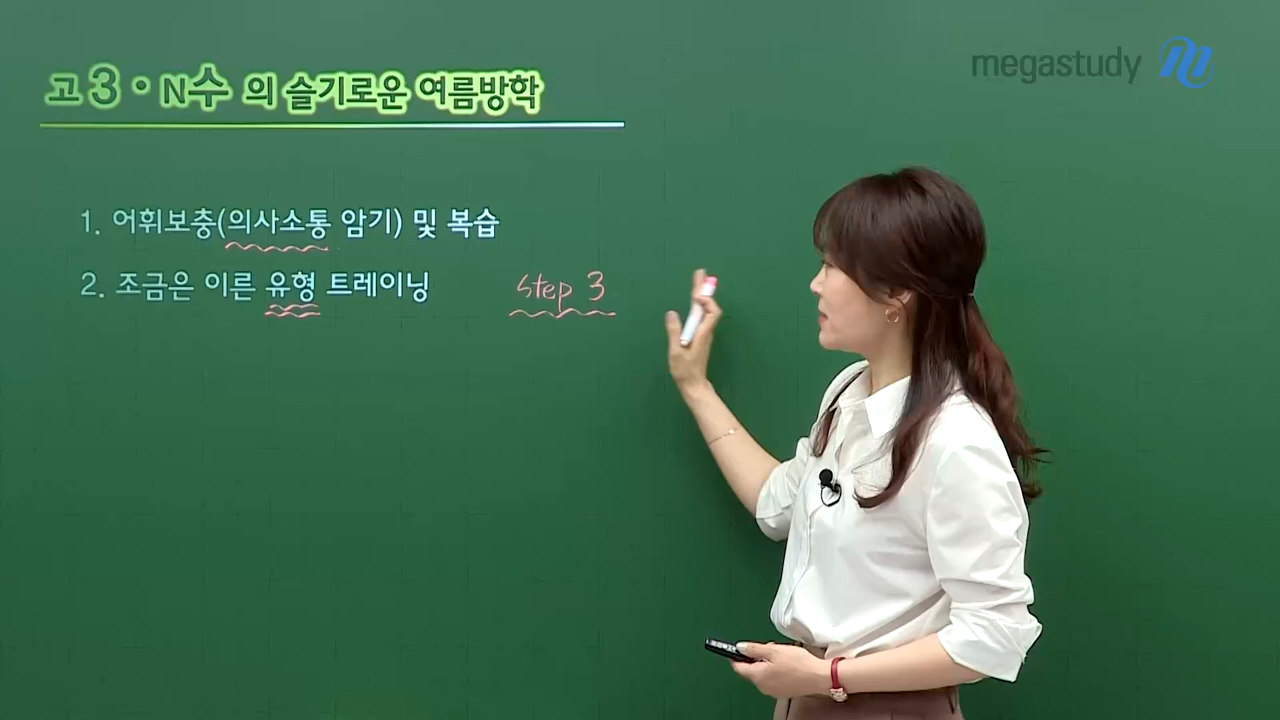 megastudy
고3·N수의 슬기로운 여름방학
1. 어휘보충(의사소통 암기) 및 복습
2. 조금은 이른 유형 트레이닝 step 3